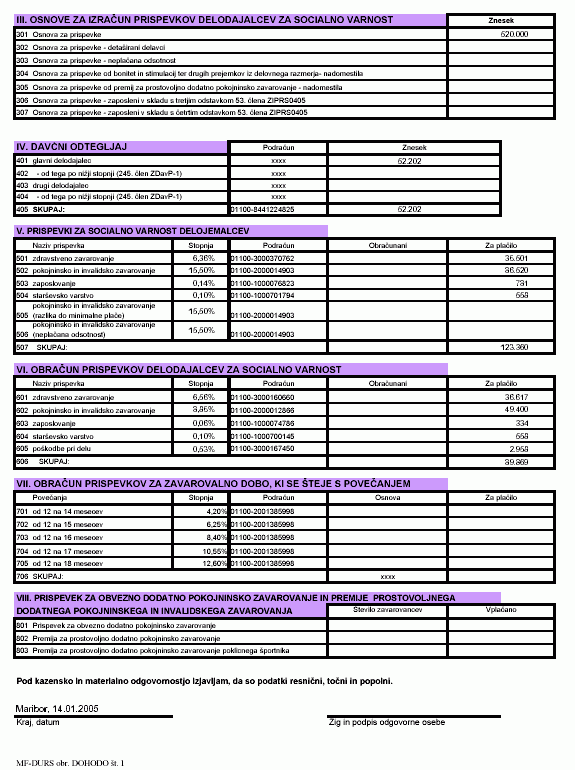 III. OSNOVE ZA IZRAČUN PRISPEVKOV DELODAJALCEV ZA SOCIALNO VARNOST Znesek
301 Osnova za prispevke 620.000
302 Osnova za prispevke - detaširani delavci
303 Osnova za prispevke - neplačana odsotnost
304 Osnova za prispevek od bonitet in stimulacij ter drugih prejemkov iz delovnega razmerja- nadomestila
305 Osnova za prispevek od premij za prostovoljno dodatno pokojninsko zavarovanje - nadomestila
306 Osnova za prispevke - zaposleni v skladu s tretjim odstavkom 53. člena ZIPRS0405
307 Osnova za prispevke - zaposleni v skladu s četrtim odstavkom 53. člena ZIPRS0405
IV. DAVČNI ODTEGLJAJ Podračun Znesek
401 glavni delodajalec xxxx 62.202
402 - od tega po nižji stopnji (245. člen ZDavP-1) xxxx
403 drugi delodajalec xxxx
404 - od tega po nižji stopnji (245. člen ZDavP-1) xxxx
405 SKUPAJ: 01100-8441224825 62.202
V. PRISPEVKI ZA SOCIALNO VARNOST DELOJEMALCEV
Naziv prispevka Stopnja Podračun Obračunani Za plačilo
501 zdravstveno zavarovanje 6,36% 01100-3000370762 35.501
502 pokojninsko in invalidsko zavarovanje 15,50% 01100-2000014903 86.520
503 zaposlovanje 0,14% 01100-1000076823 781
504 starševsko varstvo 0,10% 01100-1000701794 558
505 pokojninsko in invalidsko zavarovanje (razlika do minimalne plače) 15,50% 01100-2000014903
506 pokojninsko in invalidsko zavarovanje (neplačana odsotnost) 15,50% 01100-2000014903
507 SKUPAJ: 123.360
VI. OBRAČUN PRISPEVKOV DELODAJALCEV ZA SOCIALNO VARNOST
Naziv prispevka Stopnja Podračun Obračunani Za plačilo
601 zdravstveno zavarovanje 6,56% 01100-3000160660 36.617
602 pokojninsko in invalidsko zavarovanje 8,85% 01100-2000012866 49.400
603 zaposlovanje 0,06% 01100-1000074786 334
604 starševsko varstvo 0,10% 01100-1000700145 558
605 poškodbe pri delu 0,53% 01100-3000167450 2.958
606 SKUPAJ: 39.869
VII. OBRAČUN PRISPEVKOV ZA ZAVAROVALNO DOBO, KI SE ŠTEJE S POVEČANJEM
Povečanja Stopnja Podračun Osnova Za plačilo
701 od 12 na 14 mesecev 4,20% 01100-2001385998
702 od 12 na 15 mesecev 6,25% 01100-2001385998
703 od 12 na 16 mesecev 8,40% 01100-2001385998
704 od 12 na 17 mesecev 10,55% 01100-2001385998
705 od 12 na 18 mesecev 12,60% 01100-2001385998
706 SKUPAJ: xxxx
VIII. PRISPEVEK ZA OBVEZNO DODATNO POKOJNINSKO ZAVAROVANJE IN PREMIJE PROSTOVOLJNEGA
DODATNEGA POKOJNINSKEGA IN INVALIDSKEGA ZAVAROVANJA Število zavarovancev Vplačano
801 Prispevek za obvezno dodatno pokojninsko zavarovanje
802 Premija za prostovoljno dodatno pokojninsko zavarovanje
803 Premija za prostovoljno dodatno pokojninsko zavarovanje poklicnega športnika
Pod kazensko in materialno odgovornostjo izjavljam, da so podatki resnični, točni in popolni.
Maribor, 14.01.2005
Kraj, datum Zig in podpis odgovorne osebe
MF-DURS obr. DOHODO št. 1